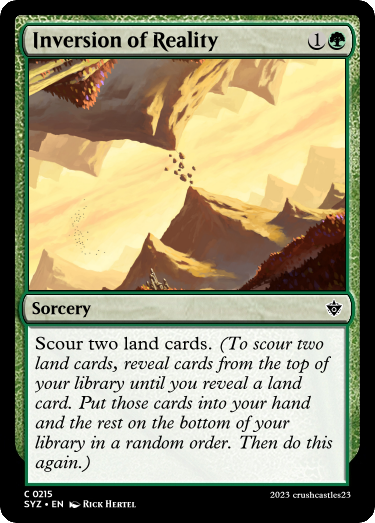 Inversion of Reality 1
Sorcery
Scour two land cards. (To scour two
land cards, reveal cards from the top of
your library until you reveal a land
card. Put those cards into your hand
and the rest on the bottom of your
library in a random order. Then do this
again.)
C 0215
SYZ • EN Rick Hertel
2023 crushcastles23